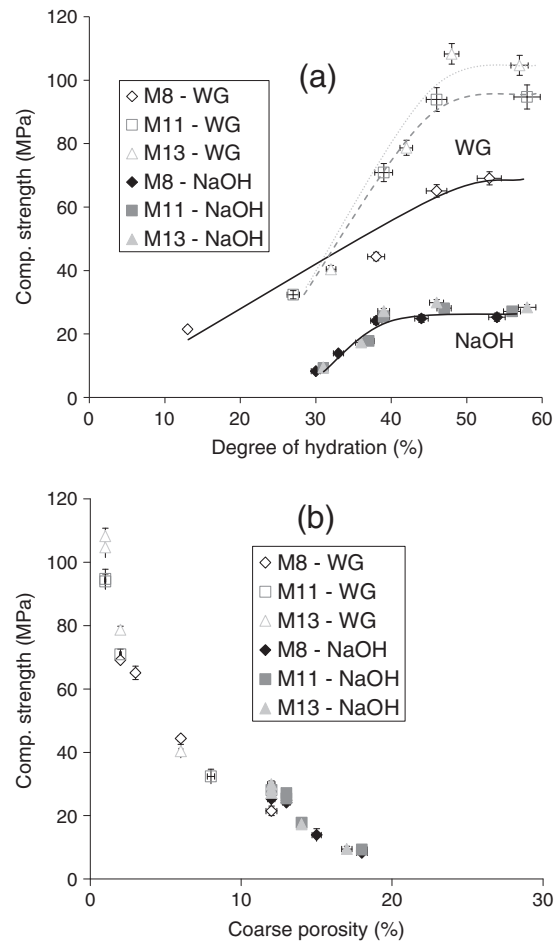 120
(a)
100
M8 - WG
M11 - WG
M13 - WG
M8 - NaOH
M11 - NaOH
M13 - NaOH
80
WG
60
40
20
NaOH
0
0 10 20 30 40 50 60
Comp. strength (MPa)
Degree of hydration (%)
120
(b)
100
M8 - WG
M11 - WG
M13 - WG
M8 - NaOH
M11 - NaOH
M13 - NaOH
80
60
40
20
0
0 10 20 30
Comp. strength (MPa)
Coarse porosity (%)